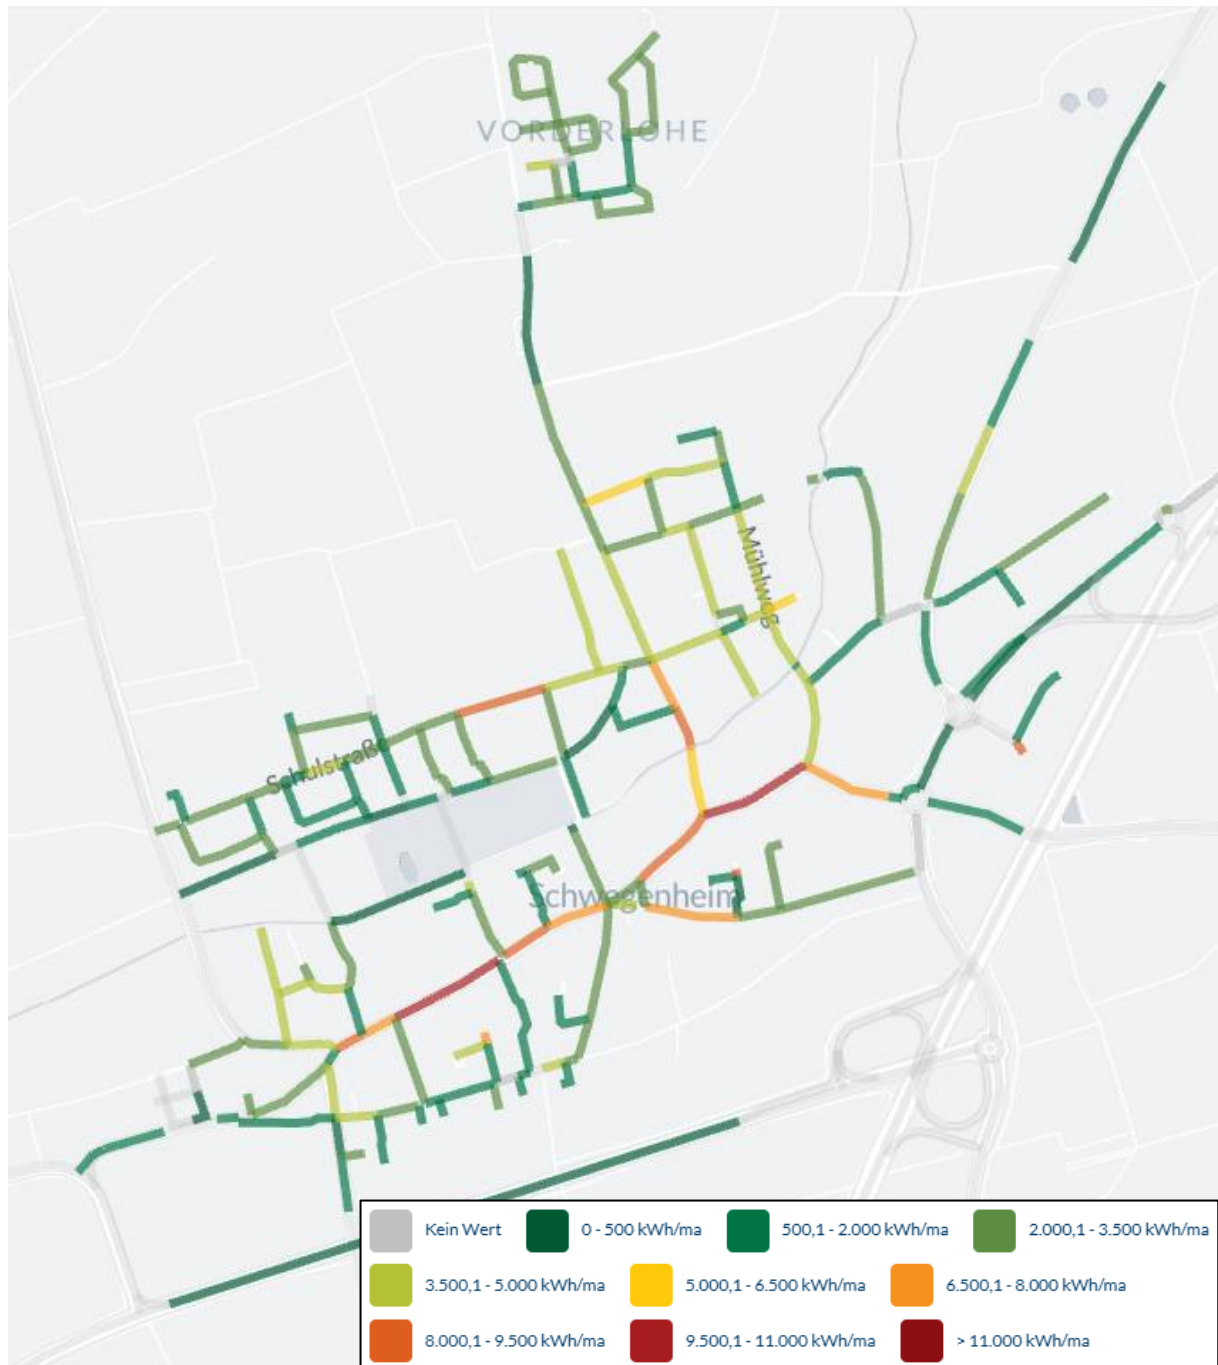 VORDERLOHE
Mühlweg
Schulstraße
Schwegenheim
Kein Wert
0 - 500 kWh/ma
500,1 - 2.000 kWh/ma
2.000,1 - 3.500 kWh/ma
3.500,1 - 5.000 kWh/ma
5.000,1 - 6.500 kWh/ma
6.500,1 - 8.000 kWh/ma
8.000,1 - 9.500 kWh/ma
9.500,1 - 11.000 kWh/ma
> 11.000 kWh/ma